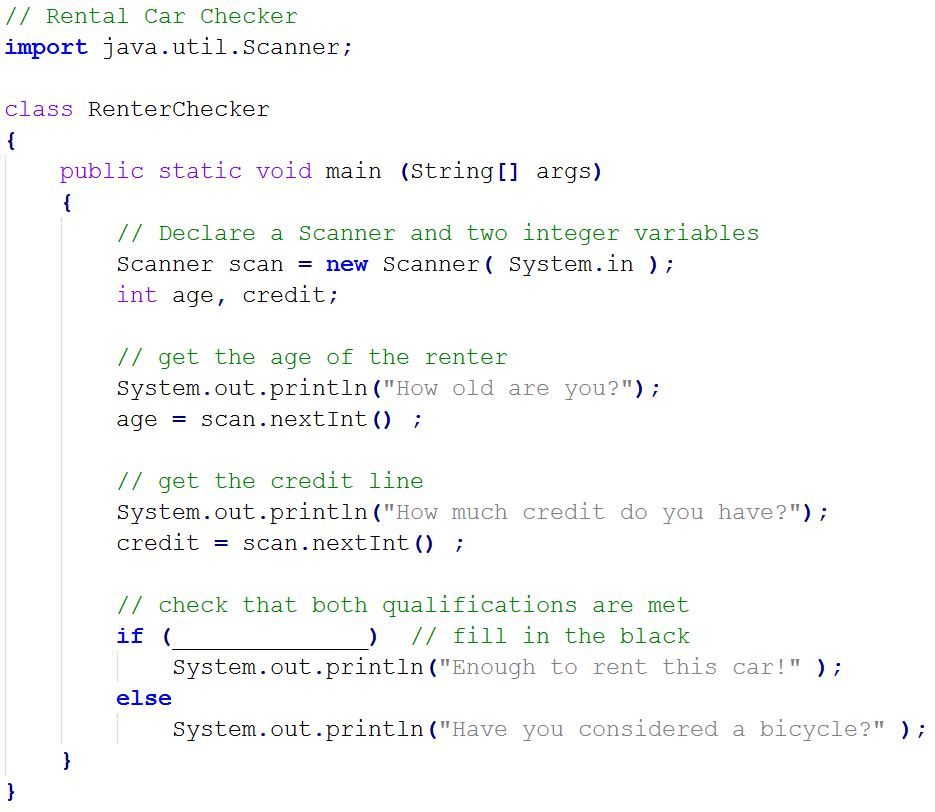 // Rental Car Checker
import java.util.Scanner;
class RenterChecker
{
public static void main (String[] args)
{
// Declare a Scanner and two integer variables
Scanner scan = new Scanner( System.in );
int age, credit;
// get the age of the renter
System.out.println("How old are you?");
age = scan.nextInt() ;
// get the credit line
System.out.println("How much credit do you have?");
credit = scan.nextInt() ;
// check that both qualifications are met
if (______________) // fill in the black
System.out.println("Enough to rent this car!" );
else
System.out.println("Have you considered a bicycle?" );
}
}